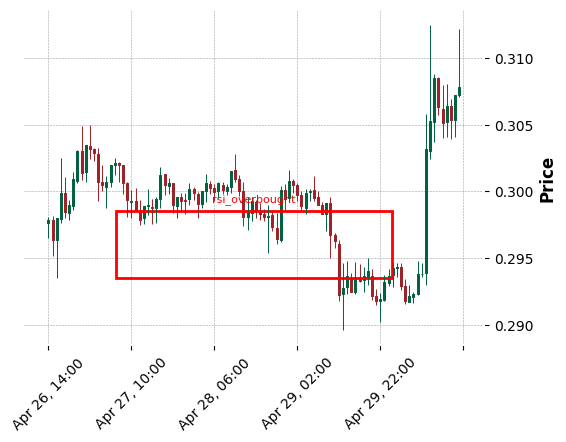 0.310
0.305
rsi_overbought
0.300
0.295
0.290
Price
Apr 26, 14:00
Apr 27, 10:00
Apr 28, 06:00
Apr 29, 02:00
Apr 29, 22:00